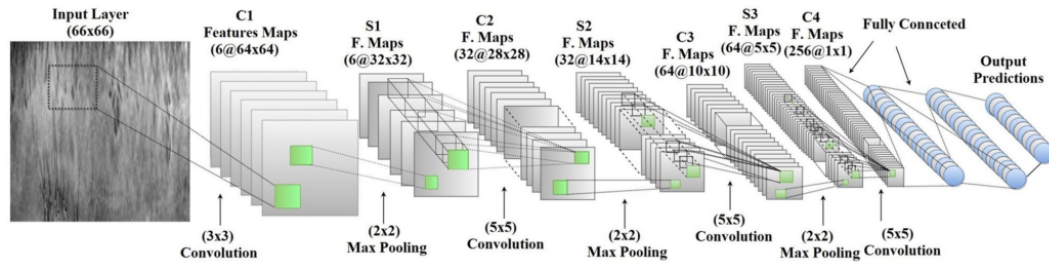 Input Layer
(66x66)
C1
Features Maps
(6@64x64)
S1
F. Maps
(6@32x32)
C2
F. Maps
(32@28x28)
S2
F. Maps
(32@14x14)
C3
F. Maps
(64@10x10)
S3
F. Maps
(64@5x5)
C4
F. Maps
(256@1x1)
Fully Connceted
Output
Predictions
(3x3)
Convolution
(2x2)
Max Pooling
(5x5)
Convolution
(2x2)
Max Pooling
(5x5)
Convolution
(2x2)
Max Pooling
(5x5)
Convolution